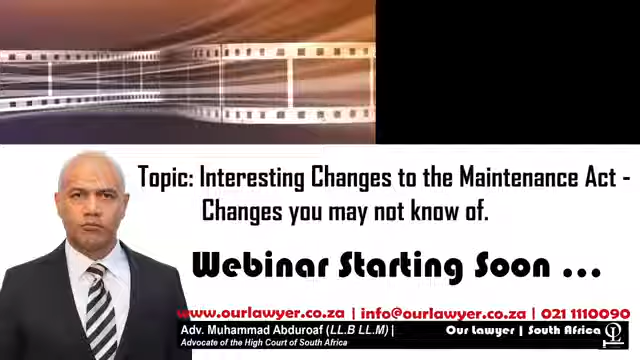 Topic: Interesting Changes to the Maintenance Act -
Changes you may not know of.
Webinar Starting Soon ...
www.ourlawyer.co.za | info@ourlawyer.co.za | 021 1110090
Adv. Muhammad Abduroaf (LL.B LL.M) | Our Lawyer | South Africa
Advocate of the High Court of South Africa